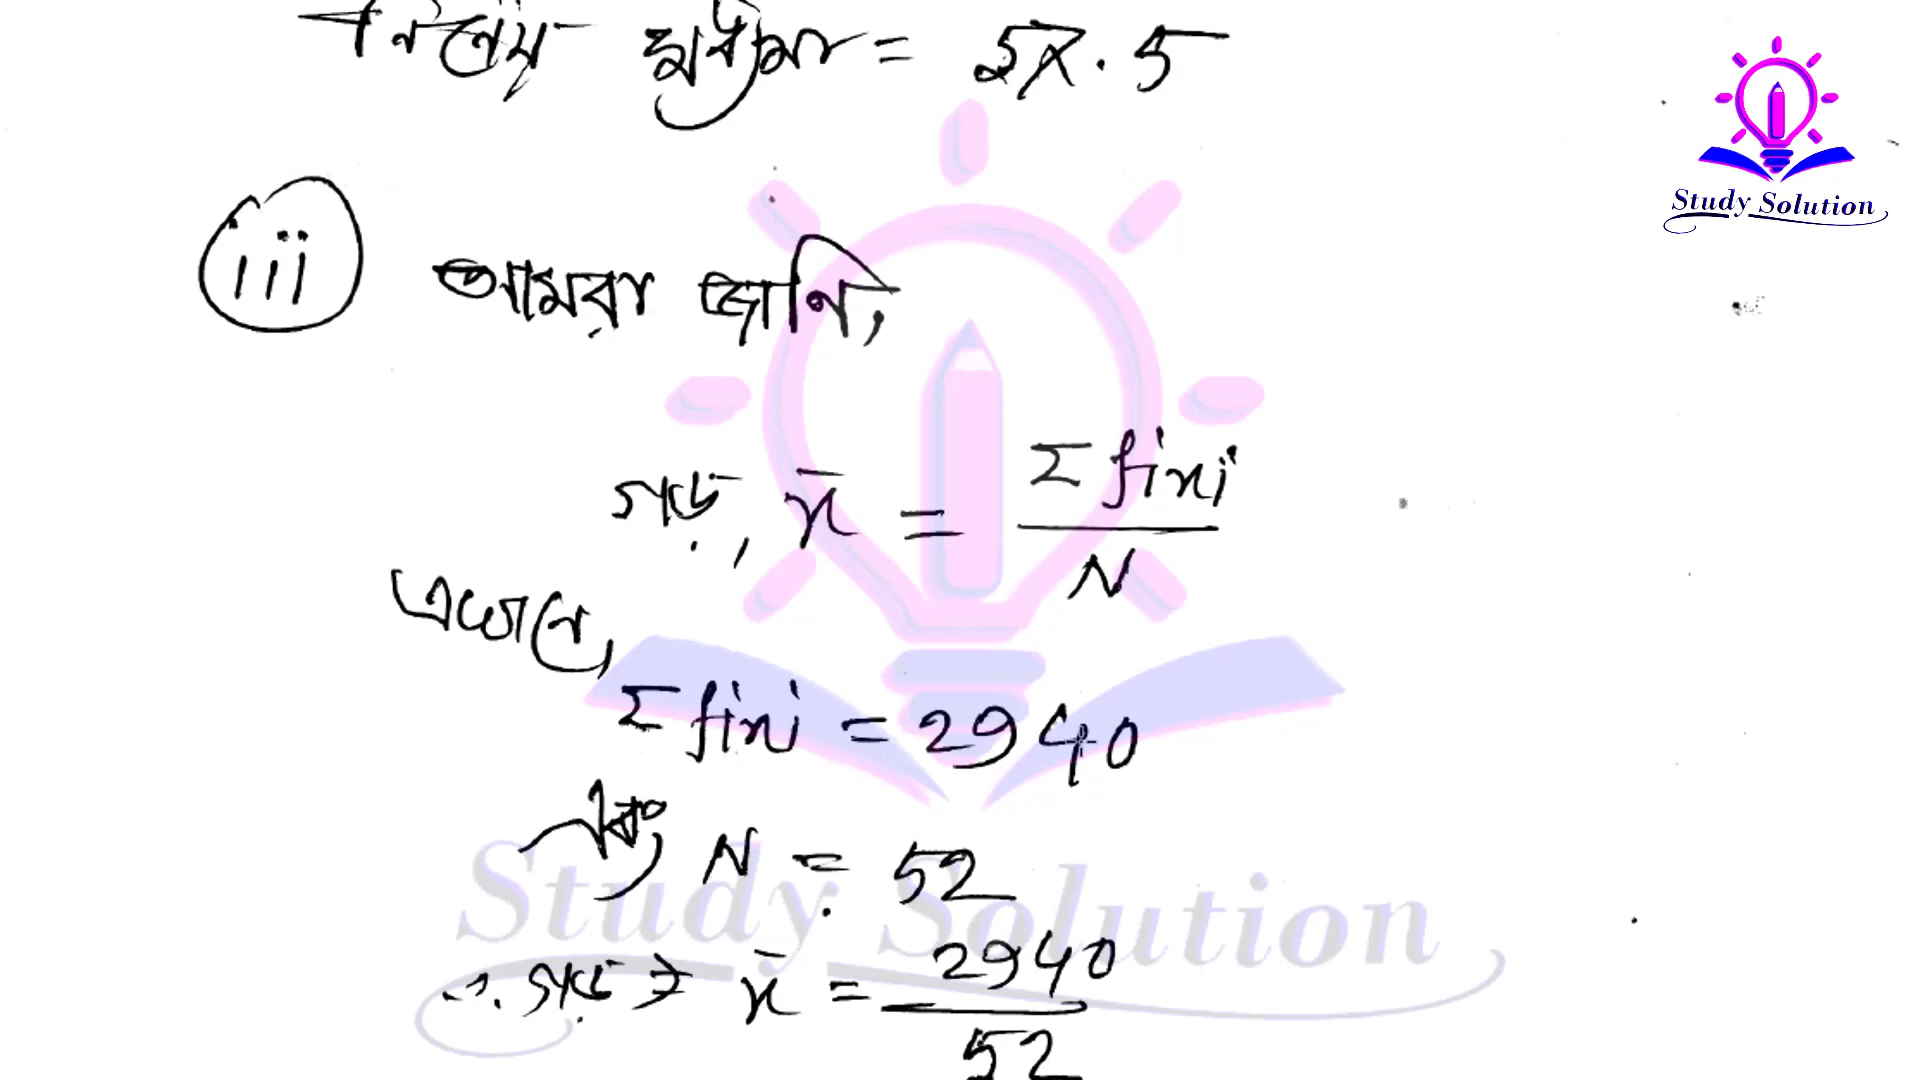 নির্ণেয় মধ্যমা = 5X.5
Study Solution
iii আমরা জানি,
গড়, x̄ = Σfixi / N
এখানে,
Σfixi = 2940
এবং N = 52
Study Solution
∴ গড় x̄ = 2940 / 52